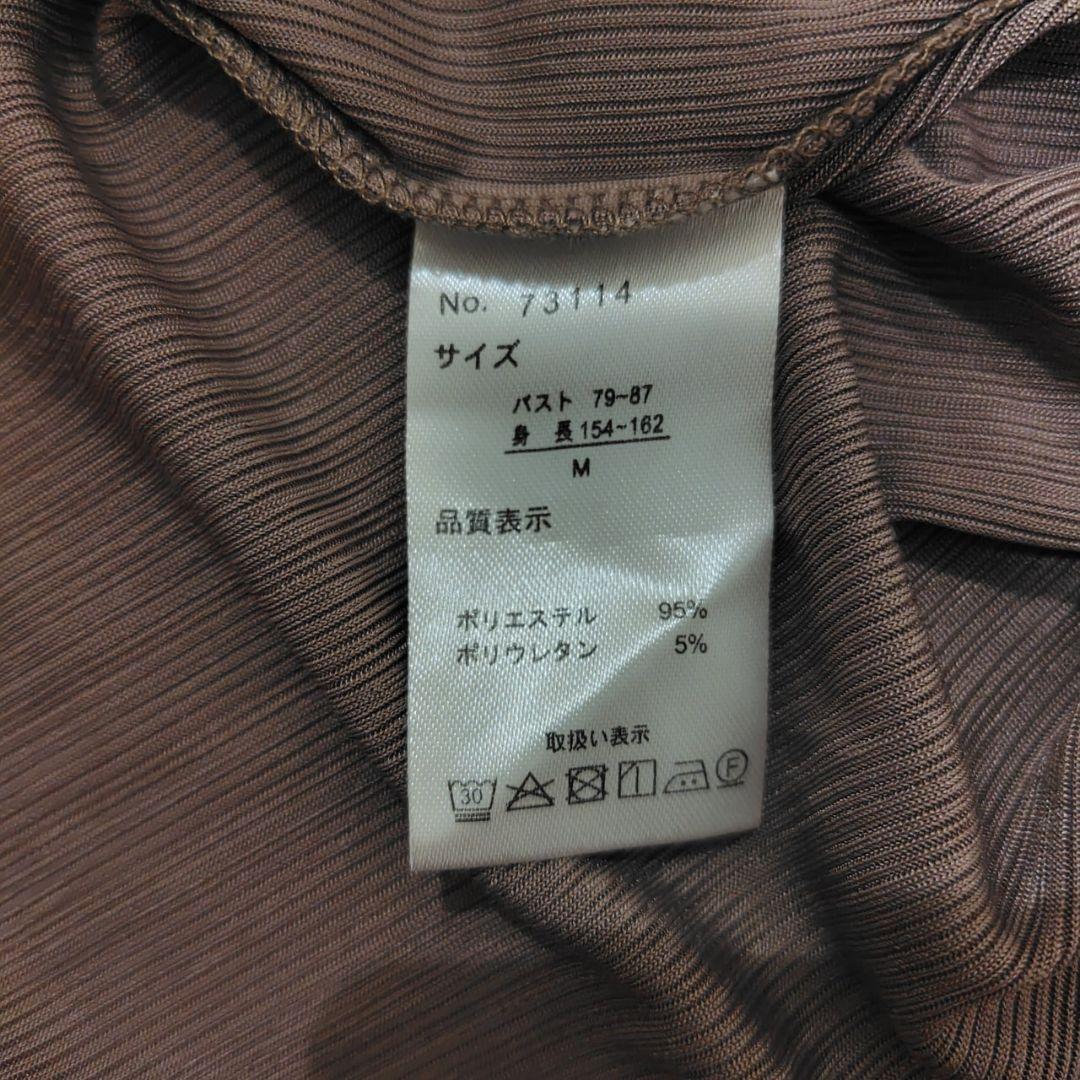 No. 73114
サイズ
バスト 79~87
身 長 154~162
M
品質表示
ポリエステル 95%
ポリウレタン 5%
取扱い表示
30
F